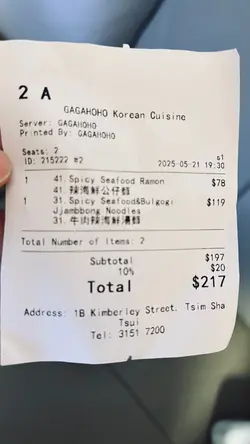 2 A
GAGAHOHO Korean Cuisine
Server: GAGAHOHO
Printed By: GAGAHOHO
Seats: 2 s1
ID: 215222 #2 2025-05-21 19:30
1 41. Spicy Seafood Ramon $78
41. 辣海鮮公仔麵
1 31. Spicy Seafood&Bulgogi $119
Jjambbong Noodles
31. 牛肉辣海鮮湯麵
Total Number of Items: 2
Subtotal $197
10% $20
Total $217
Address: 1B Kimberley Street, Tsim Sha
Tsui
Tel: 3151 7200